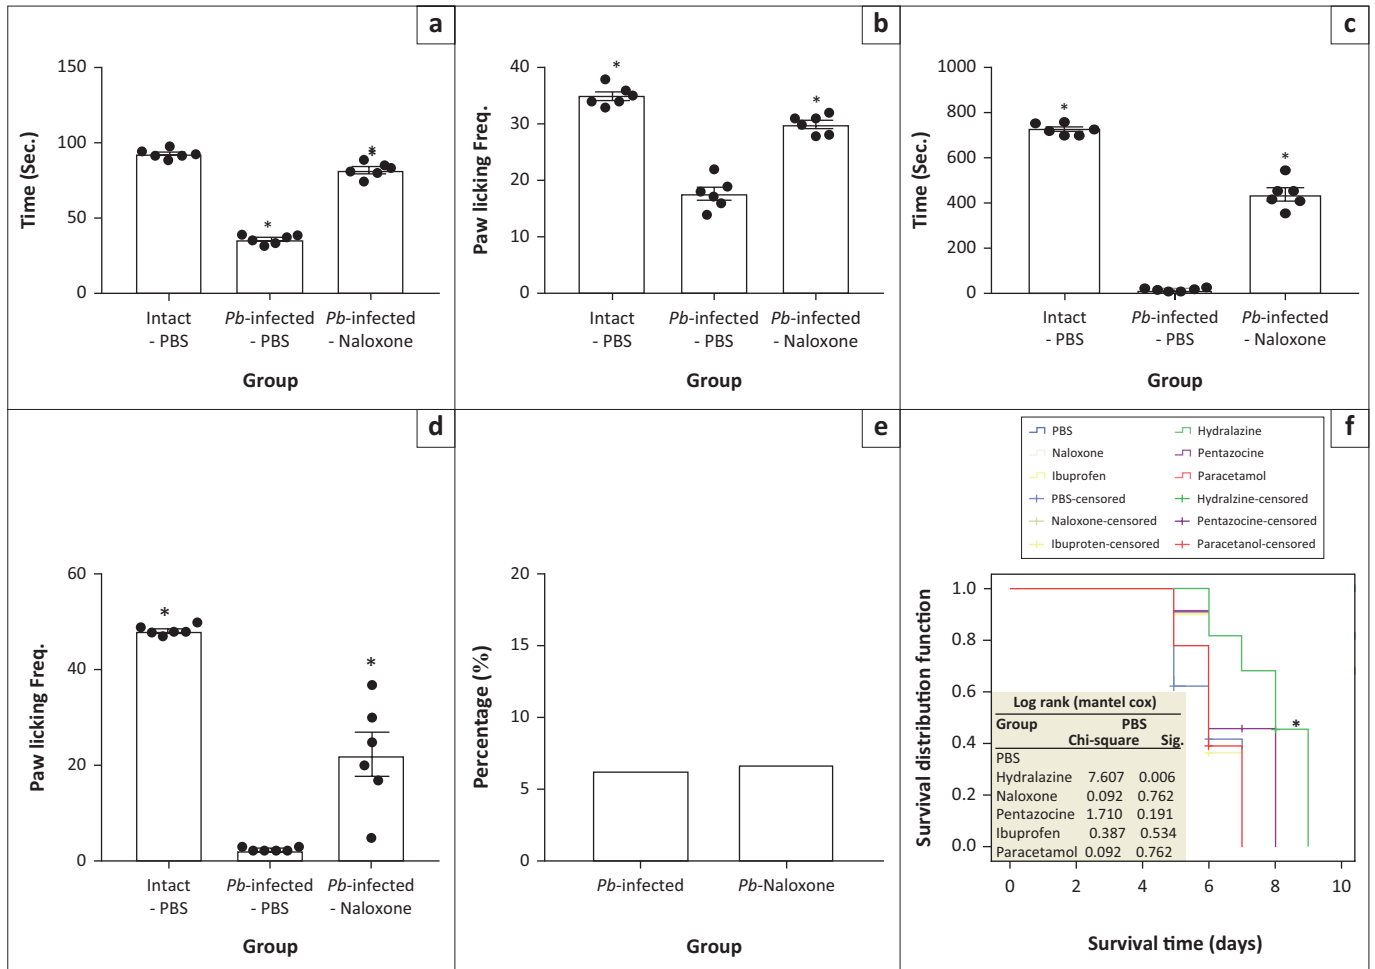 a
Time (Sec.)
150
100
50
0
*
*
*
Intact
- PBS
Pb-infected
- PBS
Pb-infected
- Naloxone
Group
b
Paw licking Freq.
40
30
20
10
0
*
*
Intact
- PBS
Pb-infected
- PBS
Pb-infected
- Naloxone
Group
c
Time (Sec.)
1000
800
600
400
200
0
*
*
Intact
- PBS
Pb-infected
- PBS
Pb-infected
- Naloxone
Group
d
Paw licking Freq.
60
40
20
0
*
*
Intact
- PBS
Pb-infected
- PBS
Pb-infected
- Naloxone
Group
e
Percentage (%)
20
15
10
5
0
Pb-infected
Pb-Naloxone
Group
f
PBS
Naloxone
Ibuprofen
PBS-censored
Naloxone-censored
Ibuproten-censored
Hydralazine
Pentazocine
Paracetamol
Hydralzine-censored
Pentazocine-censored
Paracetanol-censored
Survival distribution function
1.0
0.8
0.6
0.4
0.2
0.0
*
Log rank (mantel cox)
Group PBS
Chi-square Sig.
PBS
Hydralazine 7.607 0.006
Naloxone 0.092 0.762
Pentazocine 1.710 0.191
Ibuprofen 0.387 0.534
Paracetamol 0.092 0.762
0 2 4 6 8 10
Survival time (days)